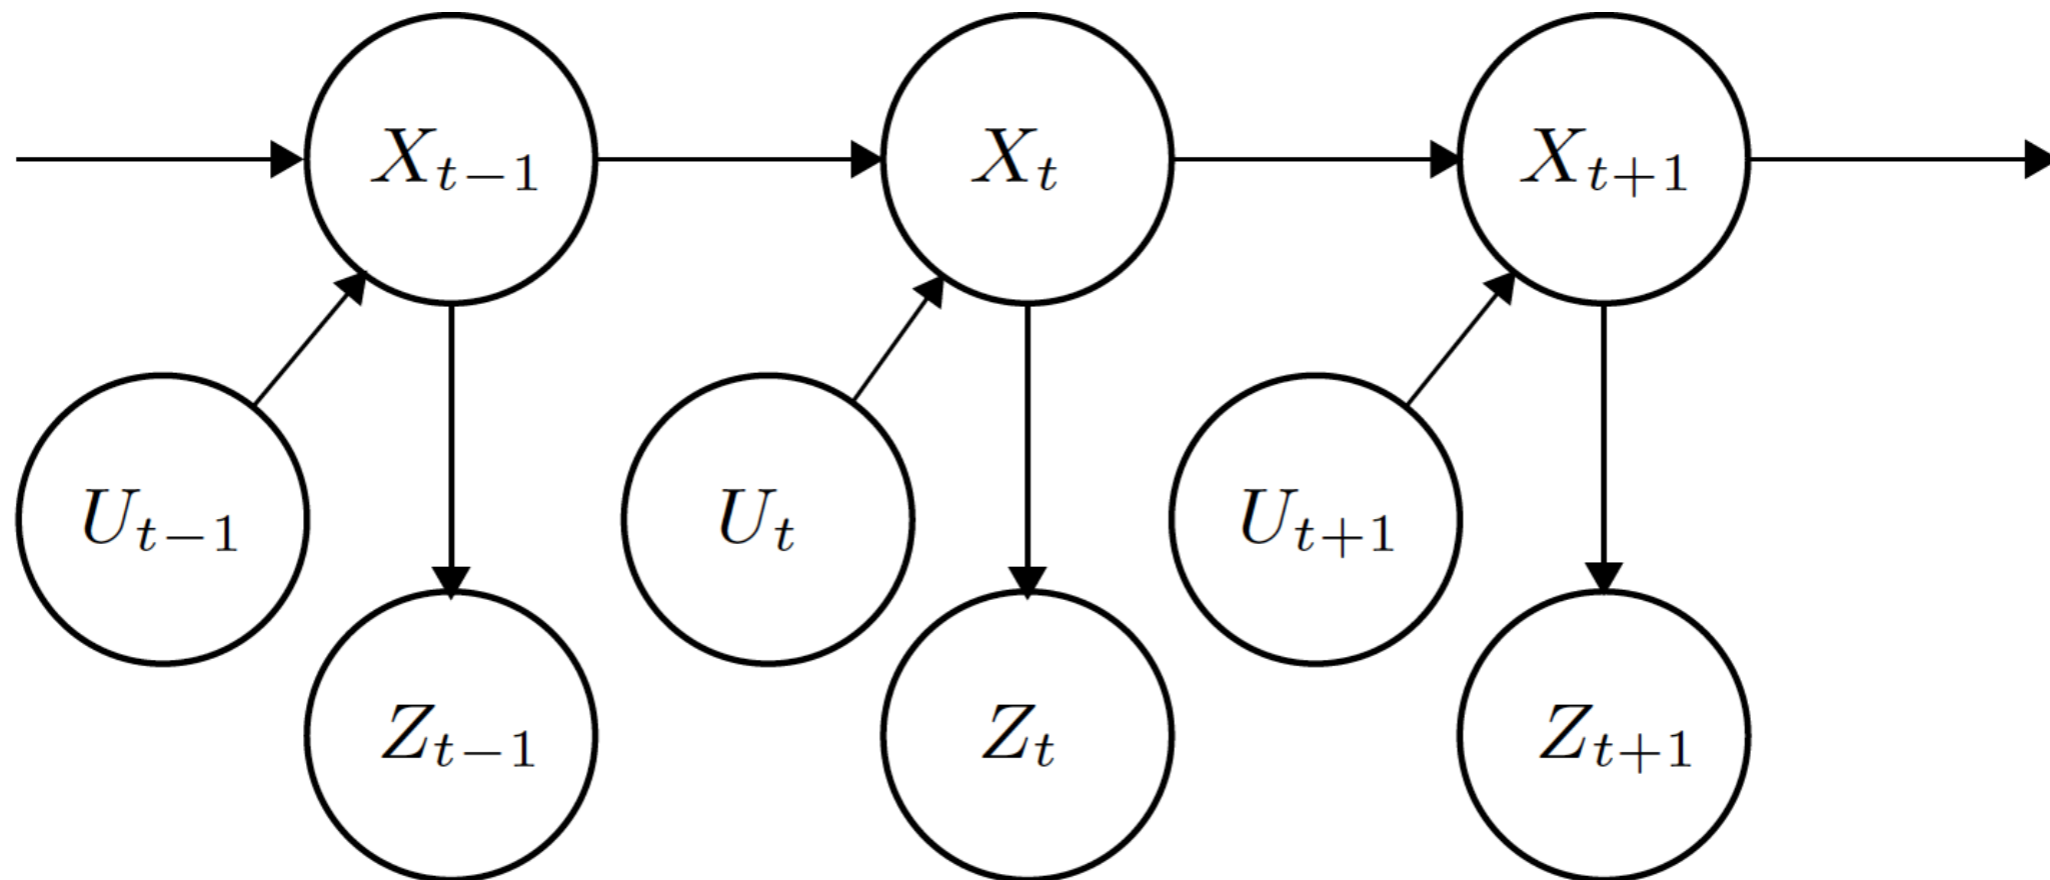 X_{t-1} X_t X_{t+1}
U_{t-1} U_t U_{t+1}
Z_{t-1} Z_t Z_{t+1}